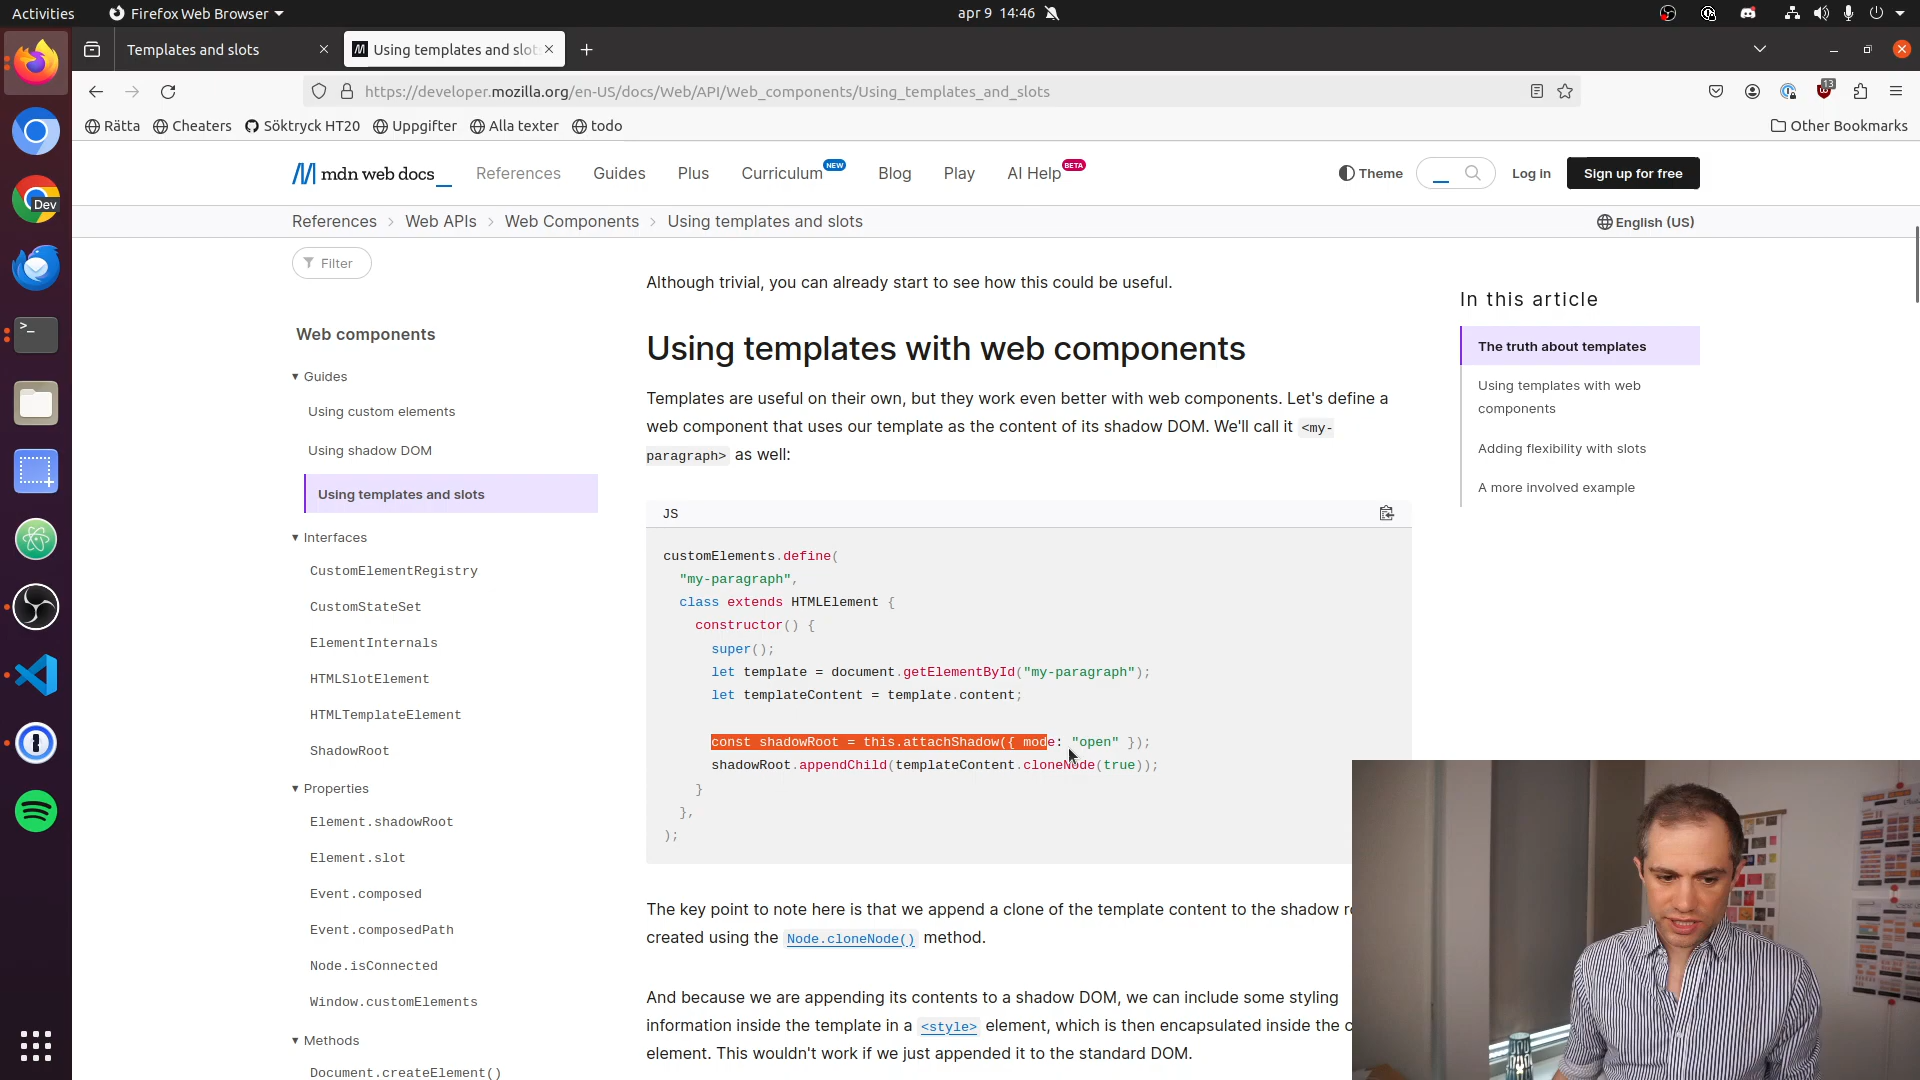 Activities
Firefox Web Browser
apr 9 14:46
Templates and slots
Using templates and slot
https://developer.mozilla.org/en-US/docs/Web/API/Web_components/Using_templates_and_slots
13
Rätta
Cheaters
Söktryck HT20
Uppgifter
Alla texter
todo
Other Bookmarks
Dev
mdn web docs
References
Guides
Plus
Curriculum
NEW
Blog
Play
AI Help
BETA
Theme
Log in
Sign up for free
References
Web APIs
Web Components
Using templates and slots
English (US)
Filter
Web components
Guides
Using custom elements
Using shadow DOM
Using templates and slots
Interfaces
CustomElementRegistry
CustomStateSet
ElementInternals
HTMLSlotElement
HTMLTemplateElement
ShadowRoot
Properties
Element.shadowRoot
Element.slot
Event.composed
Event.composedPath
Node.isConnected
Window.customElements
Methods
Document.createElement()
Although trivial, you can already start to see how this could be useful.
Using templates with web components
Templates are useful on their own, but they work even better with web components. Let's define a
web component that uses our template as the content of its shadow DOM. We'll call it <my-
paragraph> as well:
JS
customElements.define(
"my-paragraph",
class extends HTMLElement {
constructor() {
super();
let template = document.getElementById("my-paragraph");
let templateContent = template.content;
const shadowRoot = this.attachShadow({ mode: "open" });
shadowRoot.appendChild(templateContent.cloneNode(true));
}
},
);
The key point to note here is that we append a clone of the template content to the shadow
created using the Node.cloneNode() method.
And because we are appending its contents to a shadow DOM, we can include some styling
information inside the template in a <style> element, which is then encapsulated inside the
element. This wouldn't work if we just appended it to the standard DOM.
In this article
The truth about templates
Using templates with web
components
Adding flexibility with slots
A more involved example